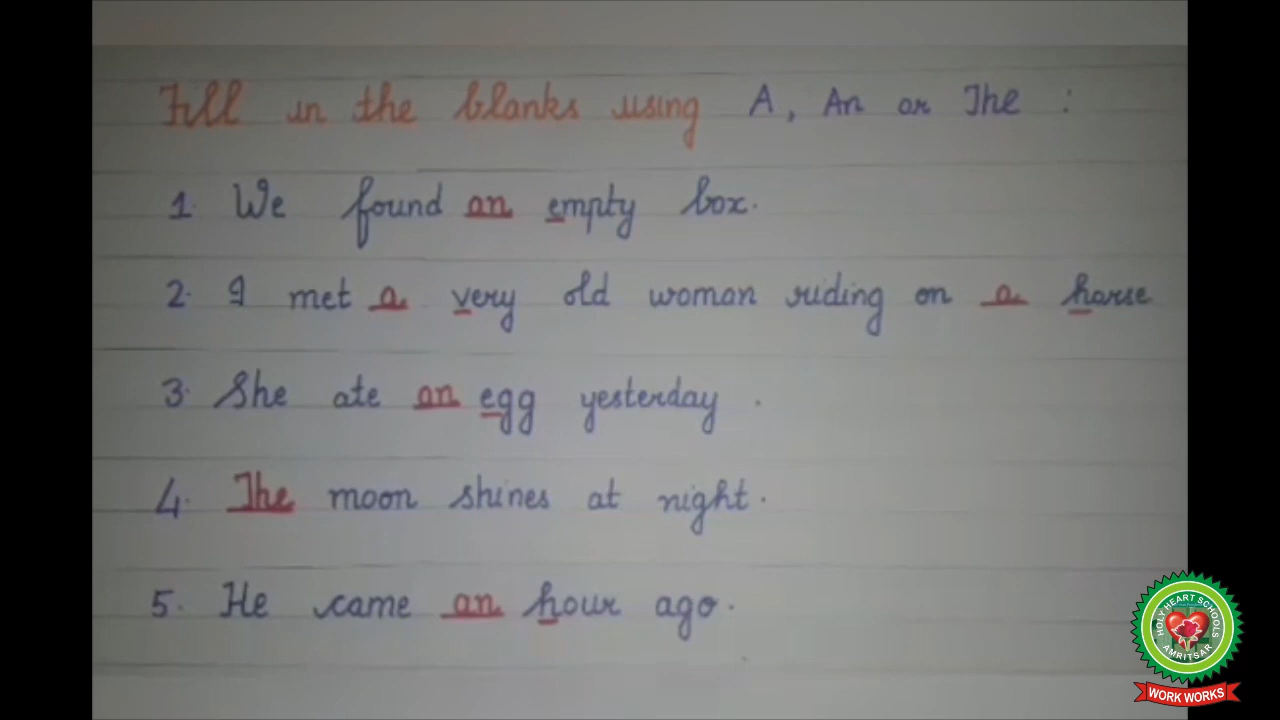 Fill in the blanks using A, An or The :
1. We found an empty box.
2. I met a very old woman riding on a horse
3. She ate an egg yesterday.
4. The moon shines at night.
5. He came an hour ago.
HOLY HEART SCHOOLS
AMRITSAR
WORK WORKS